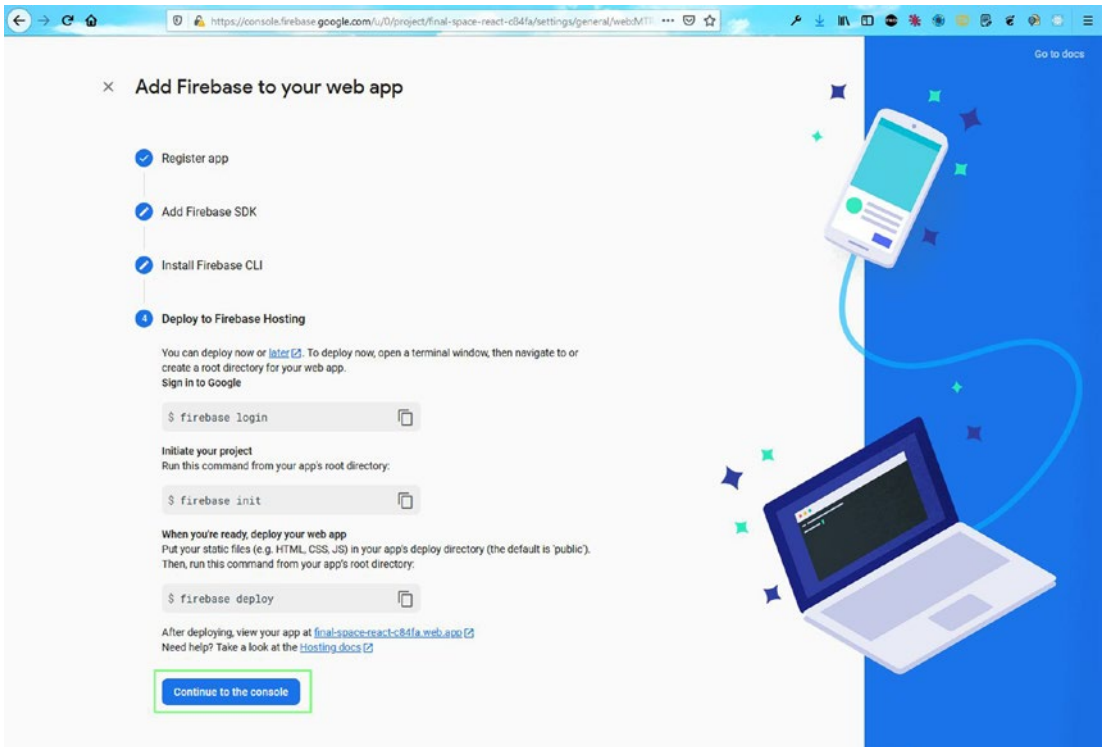 https://console.firebase.google.com/u/0/project/final-space-react-c84fa/settings/general/web:MT
Go to docs
Add Firebase to your web app
Register app
Add Firebase SDK
Install Firebase CLI
4 Deploy to Firebase Hosting
You can deploy now or later. To deploy now, open a terminal window, then navigate to or
create a root directory for your web app.
Sign in to Google
$ firebase login
Initiate your project
Run this command from your app's root directory:
$ firebase init
When you're ready, deploy your web app
Put your static files (e.g. HTML, CSS, JS) in your app's deploy directory (the default is 'public').
Then, run this command from your app's root directory:
$ firebase deploy
After deploying, view your app at final-space-react-c84fa.web.app
Need help? Take a look at the Hosting docs
Continue to the console